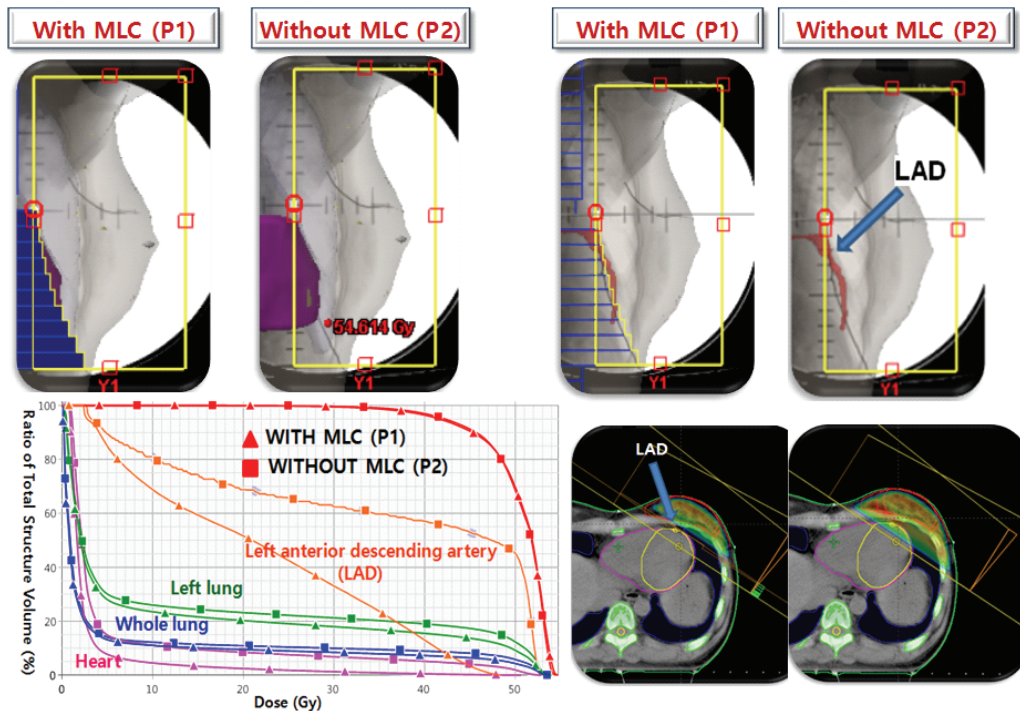 With MLC (P1)
Without MLC (P2)
With MLC (P1)
Without MLC (P2)
54.614 Gy
LAD
Y1
Y1
Y1
Y1
Ratio of Total Structure Volume (%)
100
80
60
40
20
0
WITH MLC (P1)
WITHOUT MLC (P2)
Left anterior descending artery
(LAD)
Left lung
Whole lung
Heart
0
10
20
30
40
50
Dose (Gy)
LAD